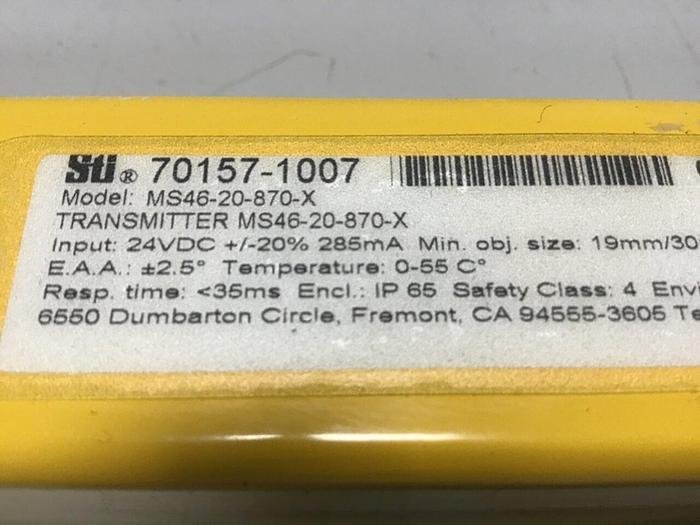 Sti® 70157-1007
Model: MS46-20-870-X
TRANSMITTER MS46-20-870-X
Input: 24VDC +/-20% 285mA Min. obj. size: 19mm/30
E.A.A.: ±2.5° Temperature: 0-55 C°
Resp. time: <35ms Encl.: IP 65 Safety Class: 4 Envi
6550 Dumbarton Circle, Fremont, CA 94555-3605 Te